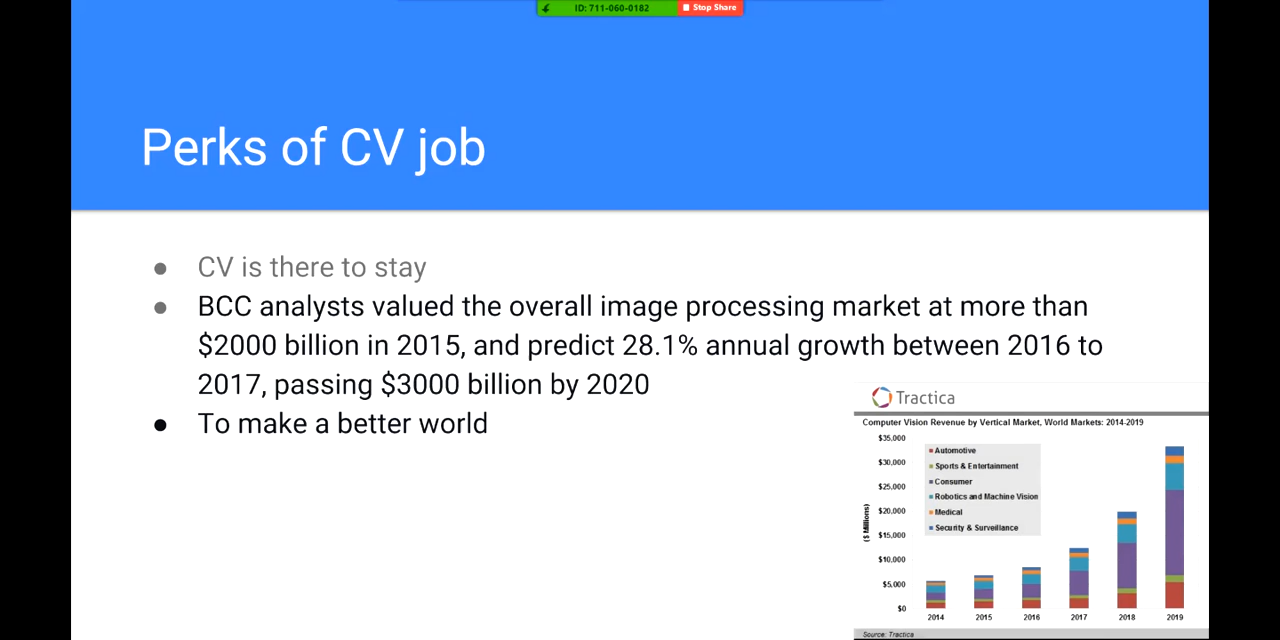 ID: 711-060-0182 Stop Share
Perks of CV job
● CV is there to stay
● BCC analysts valued the overall image processing market at more than
$2000 billion in 2015, and predict 28.1% annual growth between 2016 to
2017, passing $3000 billion by 2020
● To make a better world
Tractica
Computer Vision Revenue by Vertical Market, World Markets: 2014-2019
($ Millions)
$35,000
$30,000
$25,000
$20,000
$15,000
$10,000
$5,000
$0
Automotive
Sports & Entertainment
Consumer
Robotics and Machine Vision
Medical
Security & Surveillance
2014 2015 2016 2017 2018 2019
Source: Tractica